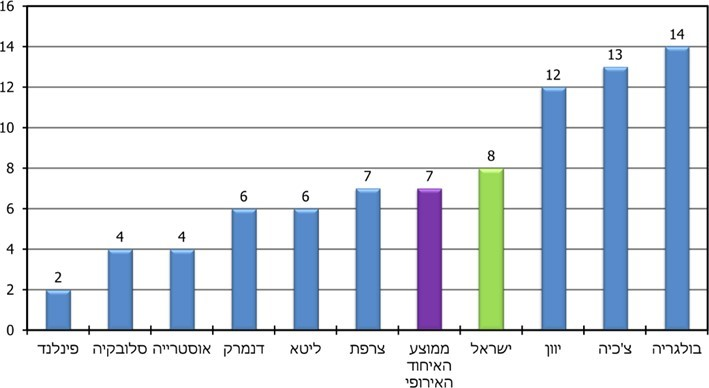 16
14
12
10
8
6
4
2
0
2
4
4
6
6
7
7
8
12
13
14
פינלנד
סלובקיה
אוסטרייה
דנמרק
ליטא
צרפת
ממוצע
האיחוד
האירופי
ישראל
יוון
צ'כיה
בולגריה